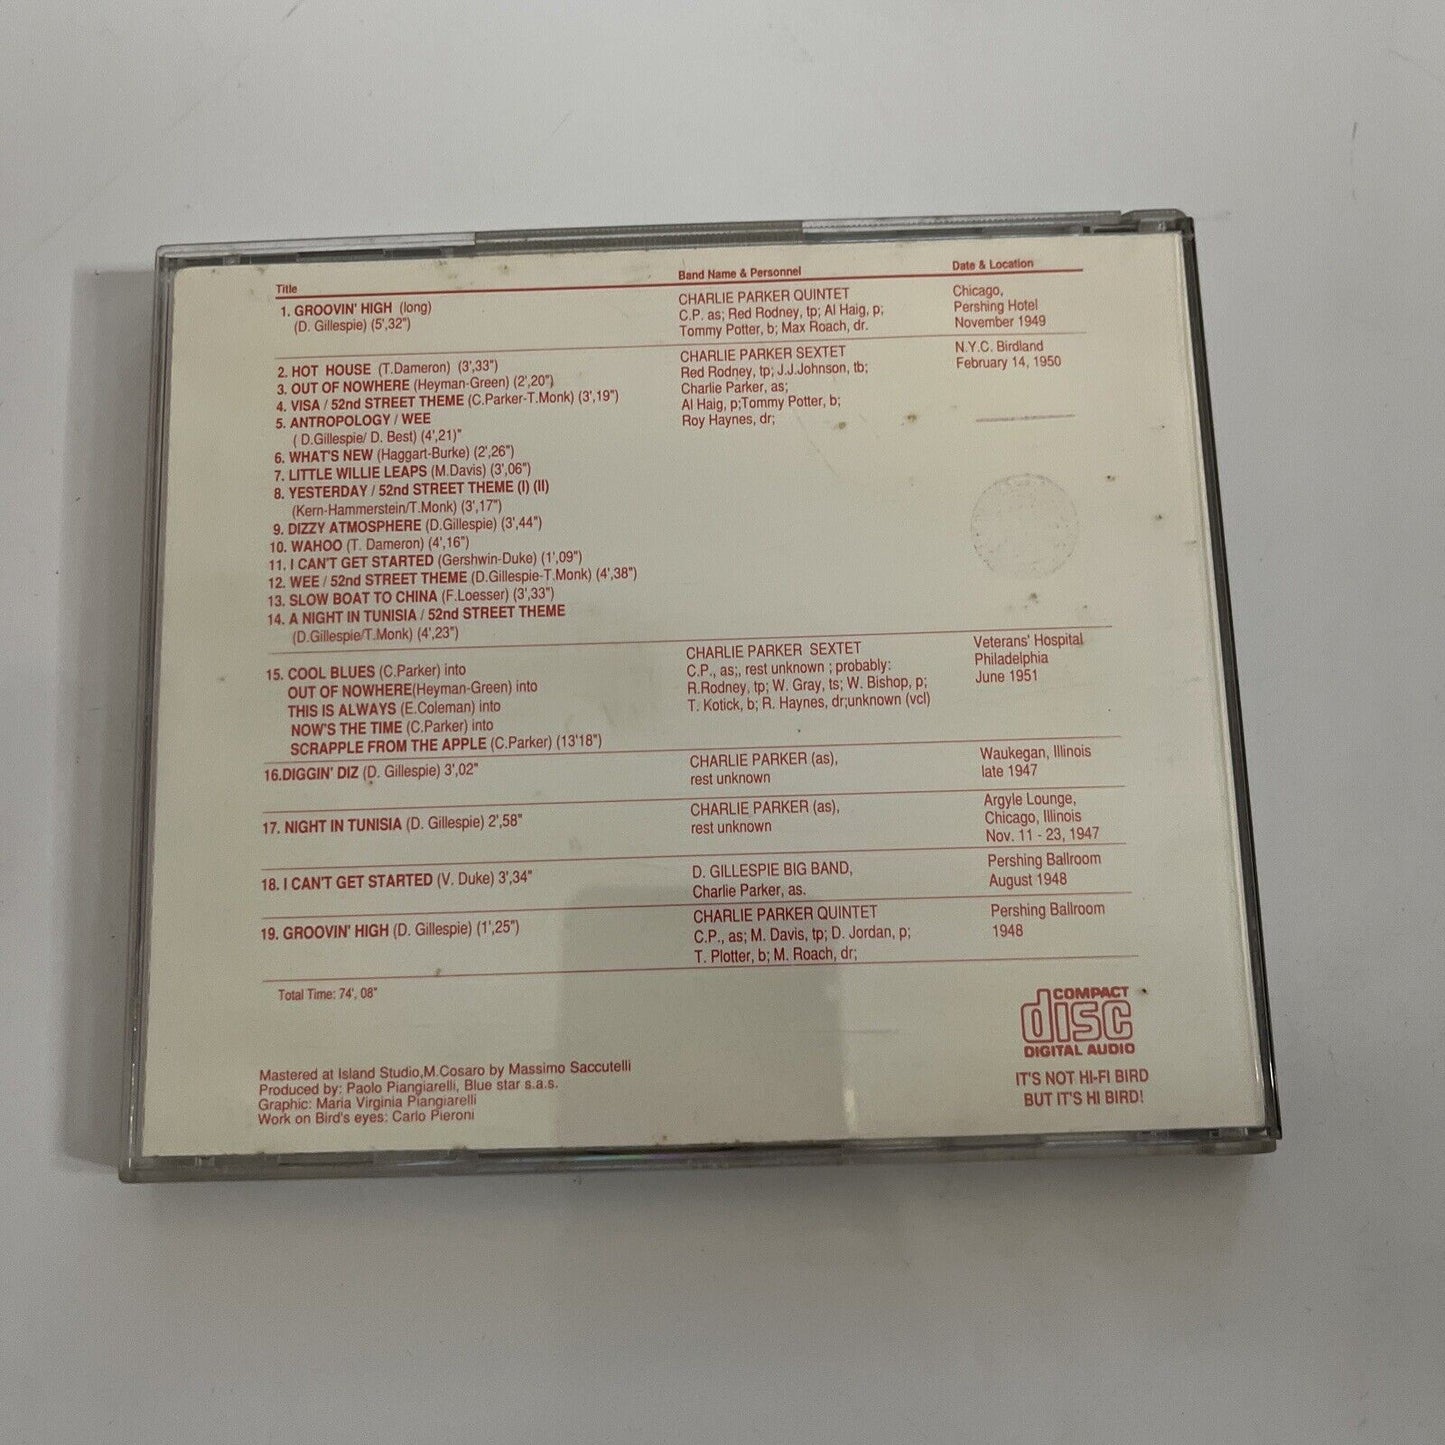 Title Band Name & Personnel Date & Location
1. GROOVIN' HIGH (long)
(D. Gillespie) (5',32")
CHARLIE PARKER QUINTET
C.P. as; Red Rodney, tp; Al Haig, p;
Tommy Potter, b; Max Roach, dr.
Chicago,
Pershing Hotel
November 1949
2. HOT HOUSE (T.Dameron) (3',33")
3. OUT OF NOWHERE (Heyman-Green) (2',20")
4. VISA / 52nd STREET THEME (C.Parker-T.Monk) (3',19")
5. ANTROPOLOGY / WEE
( D.Gillespie/ D. Best) (4',21)"
6. WHAT'S NEW (Haggart-Burke) (2',26")
7. LITTLE WILLIE LEAPS (M.Davis) (3',06")
8. YESTERDAY / 52nd STREET THEME (I) (II)
(Kern-Hammerstein/T.Monk) (3',17")
9. DIZZY ATMOSPHERE (D.Gillespie) (3',44")
10. WAHOO (T. Dameron) (4',16")
11. I CAN'T GET STARTED (Gershwin-Duke) (1',09")
12. WEE / 52nd STREET THEME (D.Gillespie-T.Monk) (4',38")
13. SLOW BOAT TO CHINA (F.Loesser) (3',33")
14. A NIGHT IN TUNISIA / 52nd STREET THEME
(D.Gillespie/T.Monk) (4',23")
CHARLIE PARKER SEXTET
Red Rodney, tp; J.J.Johnson, tb;
Charlie Parker, as;
Al Haig, p;Tommy Potter, b;
Roy Haynes, dr;
N.Y.C. Birdland
February 14, 1950
15. COOL BLUES (C.Parker) into
OUT OF NOWHERE(Heyman-Green) into
THIS IS ALWAYS (E.Coleman) into
NOW'S THE TIME (C.Parker) into
SCRAPPLE FROM THE APPLE (C.Parker) (13'18")
CHARLIE PARKER SEXTET
C.P., as;, rest unknown ; probably:
R.Rodney, tp; W. Gray, ts; W. Bishop, p;
T. Kotick, b; R. Haynes, dr;unknown (vcl)
Veterans' Hospital
Philadelphia
June 1951
16.DIGGIN' DIZ (D. Gillespie) 3',02"
CHARLIE PARKER (as),
rest unknown
Waukegan, Illinois
late 1947
17. NIGHT IN TUNISIA (D. Gillespie) 2',58"
CHARLIE PARKER (as),
rest unknown
Argyle Lounge,
Chicago, Illinois
Nov. 11 - 23, 1947
18. I CAN'T GET STARTED (V. Duke) 3',34"
D. GILLESPIE BIG BAND,
Charlie Parker, as.
Pershing Ballroom
August 1948
19. GROOVIN' HIGH (D. Gillespie) (1',25")
CHARLIE PARKER QUINTET
C.P., as; M. Davis, tp; D. Jordan, p;
T. Plotter, b; M. Roach, dr;
Pershing Ballroom
1948
Total Time: 74', 08"
Mastered at Island Studio,M.Cosaro by Massimo Saccutelli
Produced by: Paolo Piangiarelli, Blue star s.a.s.
Graphic: Maria Virginia Piangiarelli
Work on Bird's eyes: Carlo Pieroni
COMPACT
disc
DIGITAL AUDIO
IT'S NOT HI-FI BIRD
BUT IT'S HI BIRD!